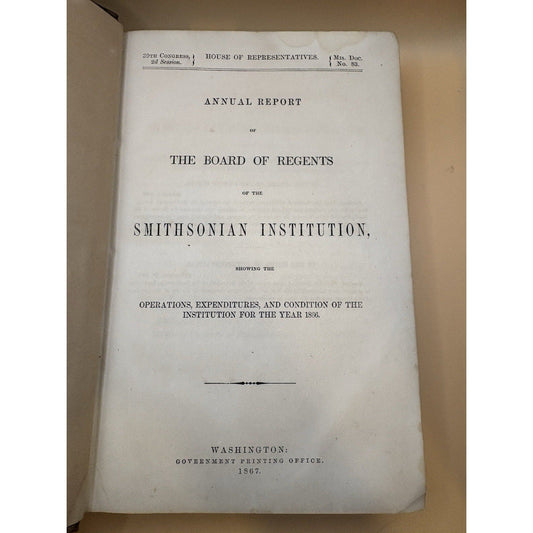 39TH CONGRESS, } HOUSE OF REPRESENTATIVES. { MIS. DOC.
2d Session. } { No. 83.
ANNUAL REPORT
OF
THE BOARD OF REGENTS
OF THE
SMITHSONIAN INSTITUTION,
SHOWING THE
OPERATIONS, EXPENDITURES, AND CONDITION OF THE
INSTITUTION FOR THE YEAR 1866.
WASHINGTON:
GOVERNMENT PRINTING OFFICE.
1867.